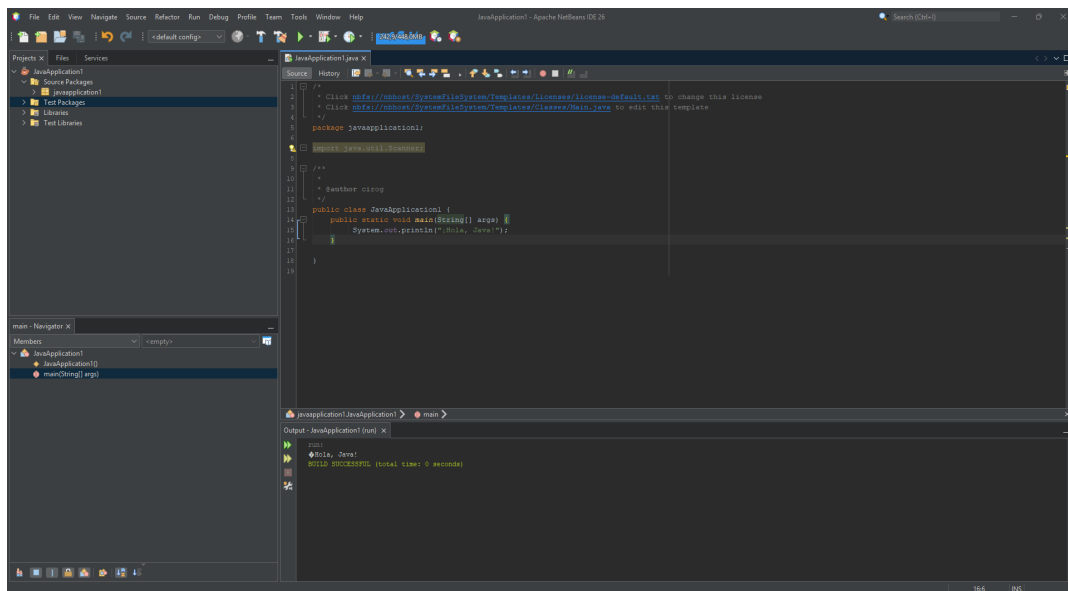 File Edit View Navigate Source Refactor Run Debug Profile Team Tools Window Help
JavaApplication1 - Apache NetBeans IDE 26
Search (Ctrl+I)
<default config>
242.9/448.0MB
Projects Files Services
JavaApplication1
Source Packages
javaapplication1
Test Packages
Libraries
Test Libraries
JavaApplication1.java
Source History
1 /*
2 * Click nbfs://nbhost/SystemFileSystem/Templates/Licenses/license-default.txt to change this license
3 * Click nbfs://nbhost/SystemFileSystem/Templates/Classes/Main.java to edit this template
4 */
5 package javaapplication1;
6
import java.util.Scanner;
8
9 /**
10 *
11 * @author cirog
12 */
13 public class JavaApplication1 {
14 public static void main(String[] args) {
15 System.out.println("¡Hola, Java!");
16 }
17
18 }
19
main - Navigator
Members <empty>
JavaApplication1
JavaApplication1()
main(String[] args)
javaapplication1.JavaApplication1 main
Output - JavaApplication1 (run)
run:
�Hola, Java!
BUILD SUCCESSFUL (total time: 0 seconds)
16:6 INS